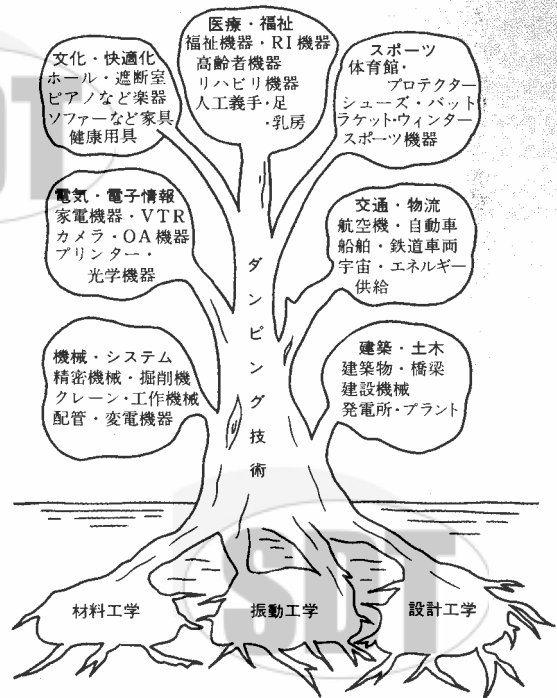 医療・福祉
福祉機器・RI機器
高齢者機器
リハビリ機器
人工義手・足
・乳房
文化・快適化
ホール・遮断室
ピアノなど楽器
ソファーなど家具
健康用具
スポーツ
体育館・
プロテクター
シューズ・バット
ラケット・ウィンター
スポーツ機器
電気・電子情報
家電機器・VTR
カメラ・OA機器
プリンター・
光学機器
交通・物流
航空機・自動車
船舶・鉄道車両
宇宙・エネルギー
供給
機械・システム
精密機械・掘削機
クレーン・工作機械
配管・変電機器
建築・土木
建築物・橋梁
建設機械
発電所・プラント
ダンピング技術
材料工学
振動工学
設計工学
SDT